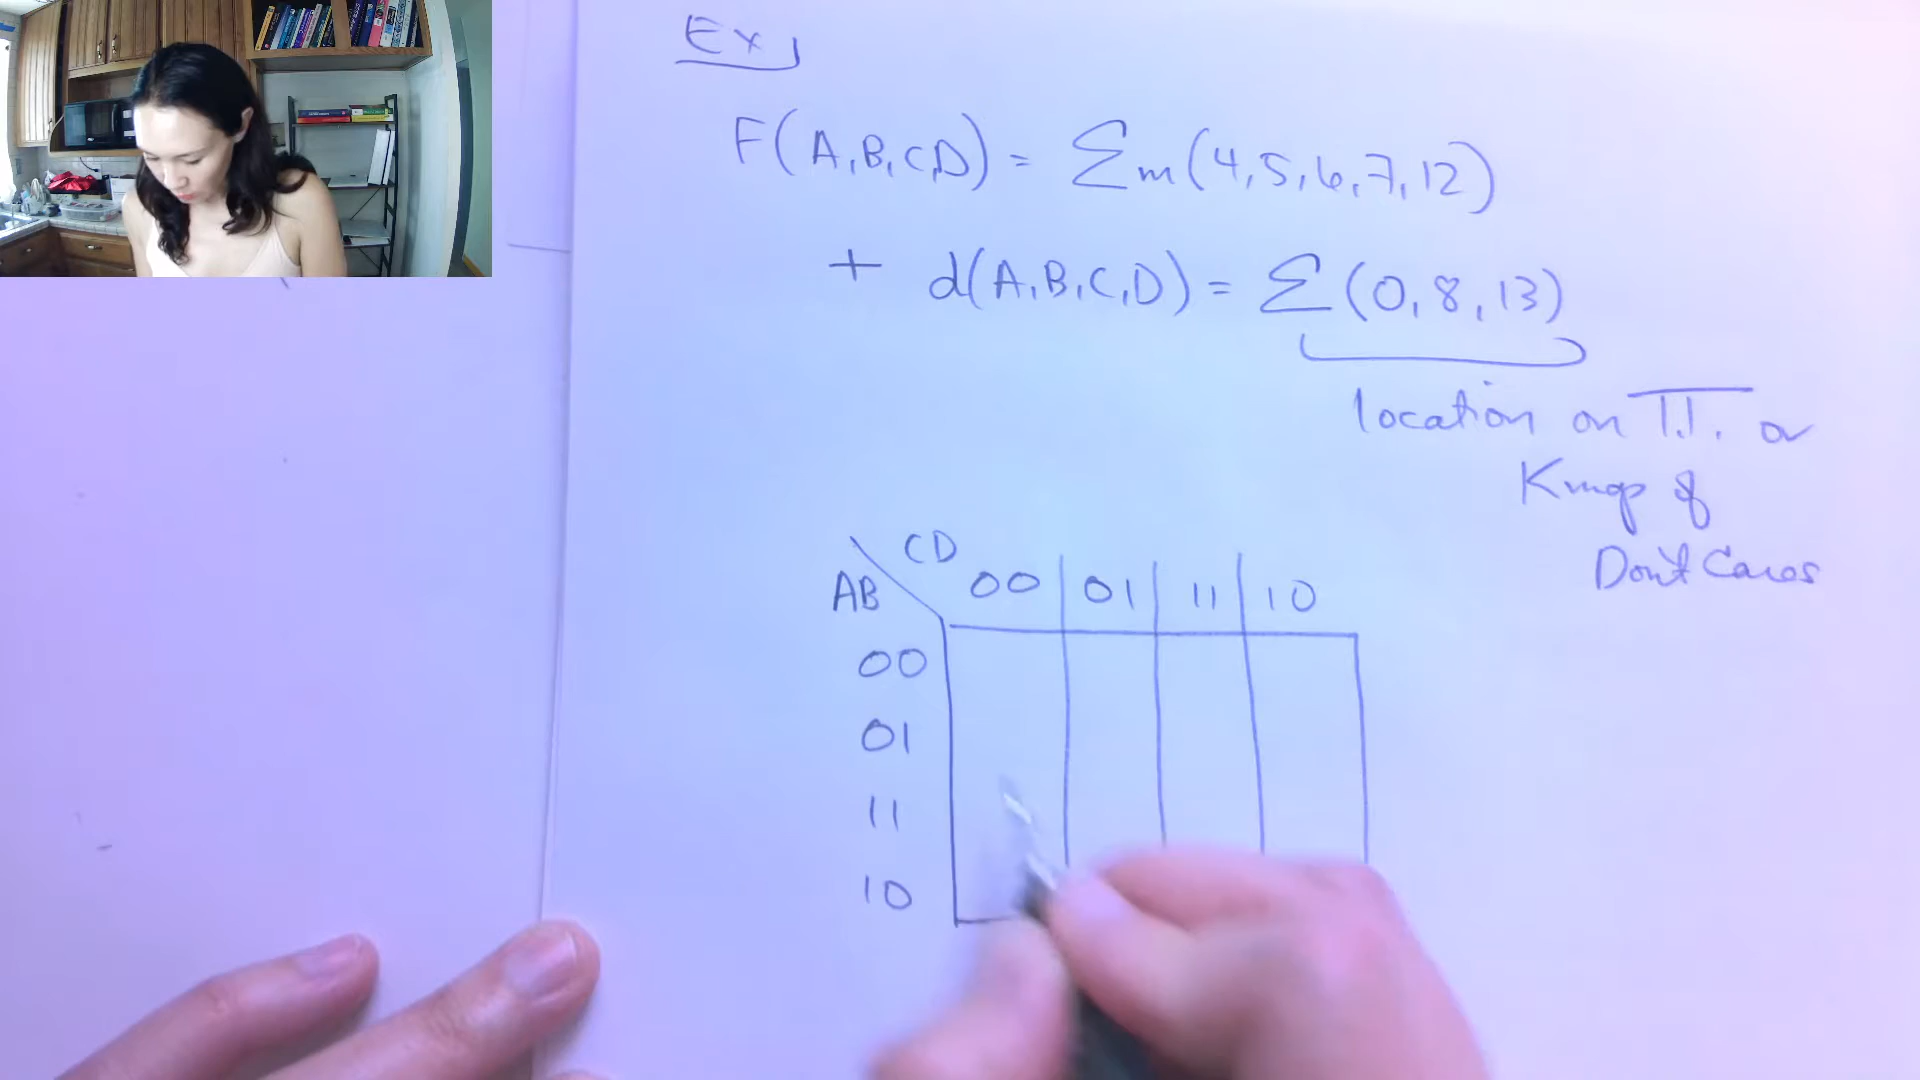 Ex 1
F(A,B,C,D) = Σm(4,5,6,7,12)
+ d(A,B,C,D) = Σ(0,8,13)
location on T.T. or
Kmap of
Don't Cares
CD
AB 00 01 11 10
00
01
11
10